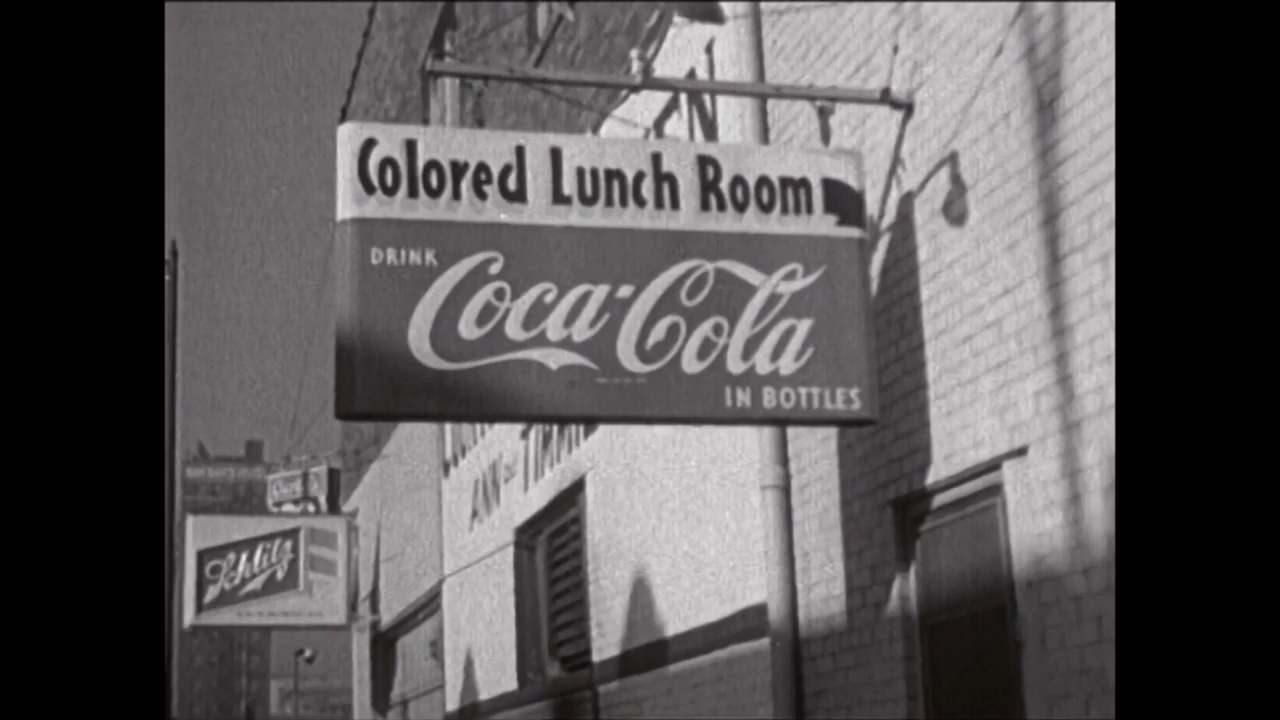 Colored Lunch Room
DRINK
Coca-Cola
IN BOTTLES
Schlitz